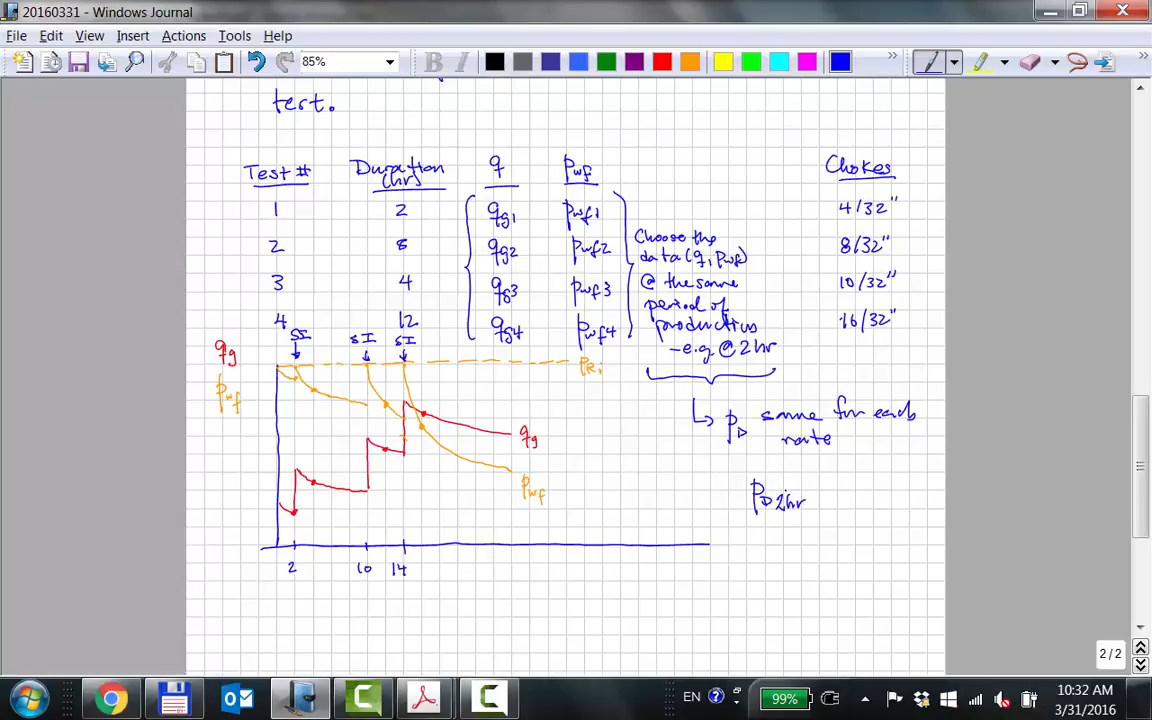 20160331 - Windows Journal
File Edit View Insert Actions Tools Help
85%
B I
test.
Test # Duration (hr) q pwf Chokes
1 2 qg1 pwf1 4/32"
2 8 qg2 pwf2 8/32"
3 4 qg3 pwf3 10/32"
4 12 qg4 pwf4 16/32"
Choose the
data (q, pwf)
@ the same
period of
production
- e.g. @ 2 hr
SI SI SI
qg
pwf
pR
qg
pwf
2 10 14
pD same for each
rate
pD2hr
2/2
EN
99%
10:32 AM
3/31/2016